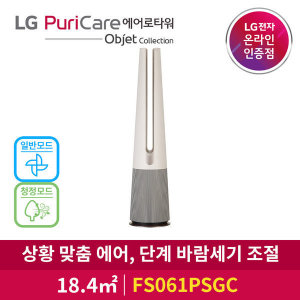 LG PuriCare 에어로타워
Objet Collection
LG전자
온라인
인증점
일반모드
청정모드
상황 맞춤 에어, 단계 바람세기 조절
18.4㎡ | FS061PSGC